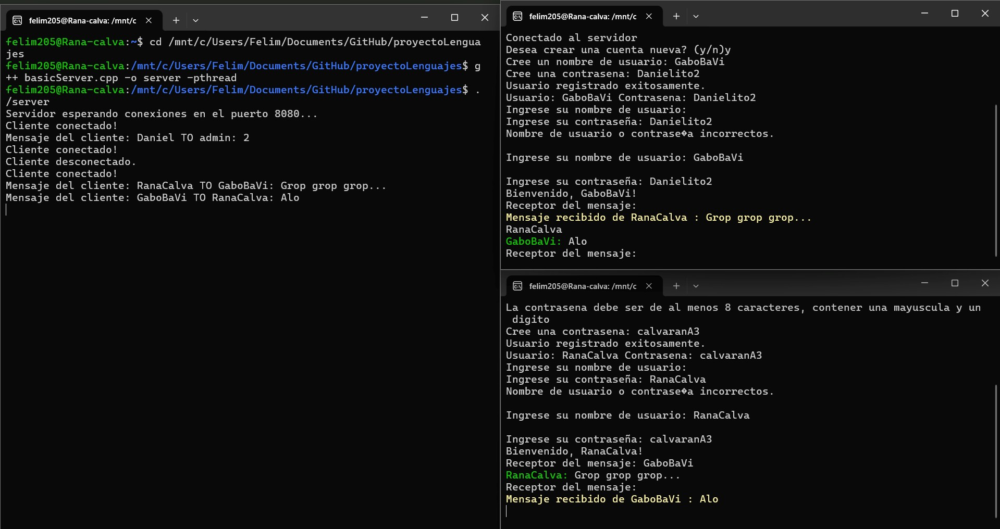 felim205@Rana-calva: /mnt/c
felim205@Rana-calva:~$ cd /mnt/c/Users/Felim/Documents/GitHub/proyectoLengua
jes
felim205@Rana-calva:/mnt/c/Users/Felim/Documents/GitHub/proyectoLenguajes$ g
++ basicServer.cpp -o server -pthread
felim205@Rana-calva:/mnt/c/Users/Felim/Documents/GitHub/proyectoLenguajes$ .
/server
Servidor esperando conexiones en el puerto 8080...
Cliente conectado!
Mensaje del cliente: Daniel TO admin: 2
Cliente conectado!
Cliente desconectado.
Cliente conectado!
Mensaje del cliente: RanaCalva TO GaboBaVi: Grop grop grop...
Mensaje del cliente: GaboBaVi TO RanaCalva: Alo
felim205@Rana-calva: /mnt/c
Conectado al servidor
Desea crear una cuenta nueva? (y/n)y
Cree un nombre de usuario: GaboBaVi
Cree una contrasena: Danielito2
Usuario registrado exitosamente.
Usuario: GaboBaVi Contrasena: Danielito2
Ingrese su nombre de usuario:
Ingrese su contraseña: Danielito2
Nombre de usuario o contrase�a incorrectos.
Ingrese su nombre de usuario: GaboBaVi
Ingrese su contraseña: Danielito2
Bienvenido, GaboBaVi!
Receptor del mensaje:
Mensaje recibido de RanaCalva : Grop grop grop...
RanaCalva
GaboBaVi: Alo
Receptor del mensaje:
felim205@Rana-calva: /mnt/c
La contrasena debe ser de al menos 8 caracteres, contener una mayuscula y un
digito
Cree una contrasena: calvaranA3
Usuario registrado exitosamente.
Usuario: RanaCalva Contrasena: calvaranA3
Ingrese su nombre de usuario:
Ingrese su contraseña: RanaCalva
Nombre de usuario o contrase�a incorrectos.
Ingrese su nombre de usuario: RanaCalva
Ingrese su contraseña: calvaranA3
Bienvenido, RanaCalva!
Receptor del mensaje: GaboBaVi
RanaCalva: Grop grop grop...
Receptor del mensaje:
Mensaje recibido de GaboBaVi : Alo